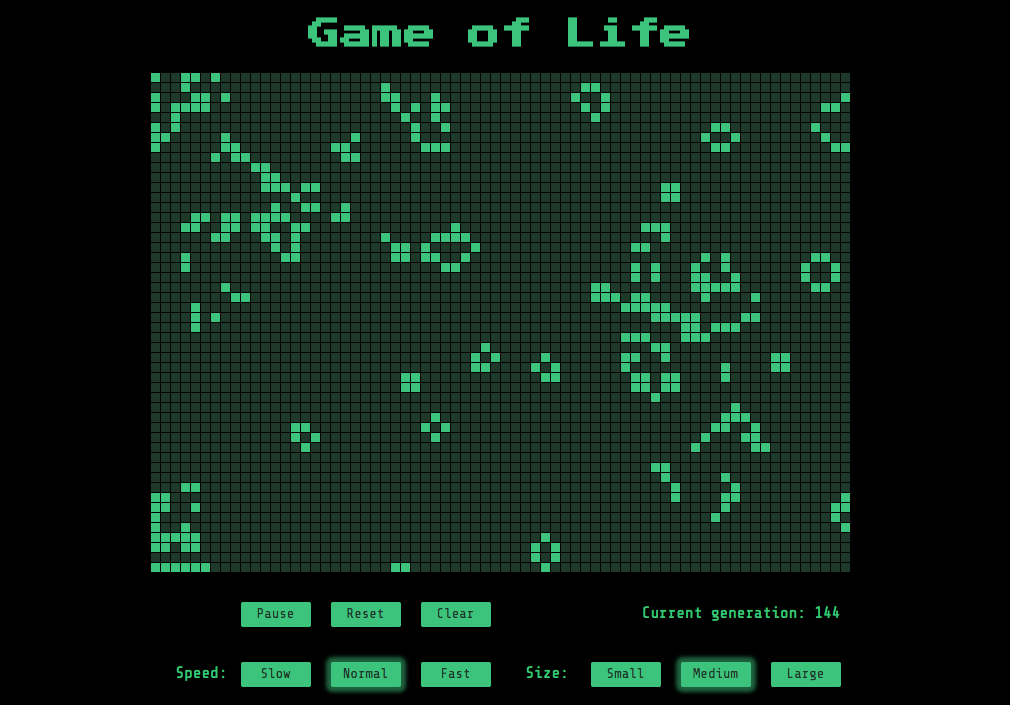 Game of Life
Pause Reset Clear Current generation: 144
Speed: Slow Normal Fast Size: Small Medium Large